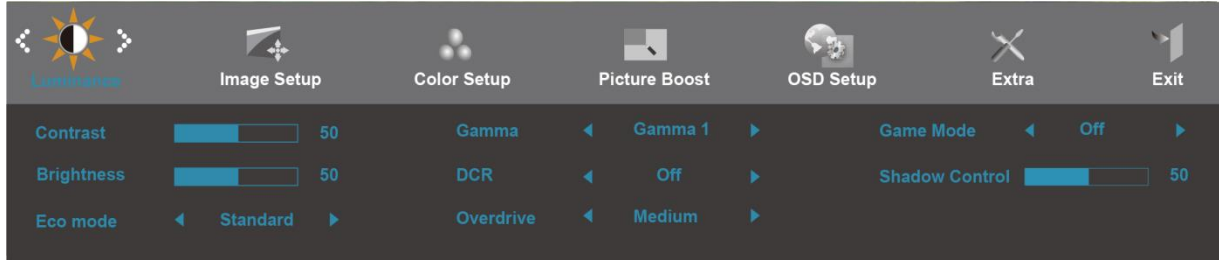 Luminance Image Setup Color Setup Picture Boost OSD Setup Extra Exit
Contrast 50 Gamma Gamma 1 Game Mode Off
Brightness 50 DCR Off Shadow Control 50
Eco mode Standard Overdrive Medium